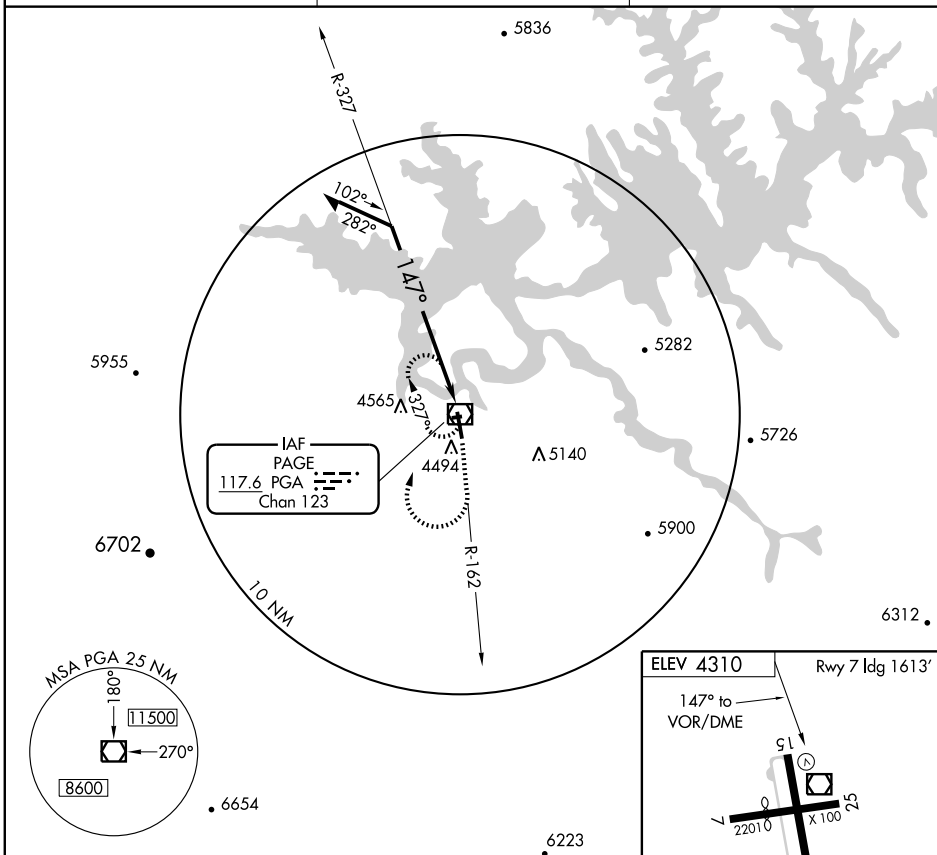 5836
R-327
102°
282°
147°
5955
5282
4565
327°
5726
IAF
PAGE
117.6 PGA
Chan 123
4494
5140
R-162
5900
6702
10 NM
6312
MSA PGA 25 NM
180°
11500
270°
8600
6654
6223
ELEV 4310
Rwy 7 ldg 1613'
147° to
VOR/DME
15
V
7
25
2201
X 100